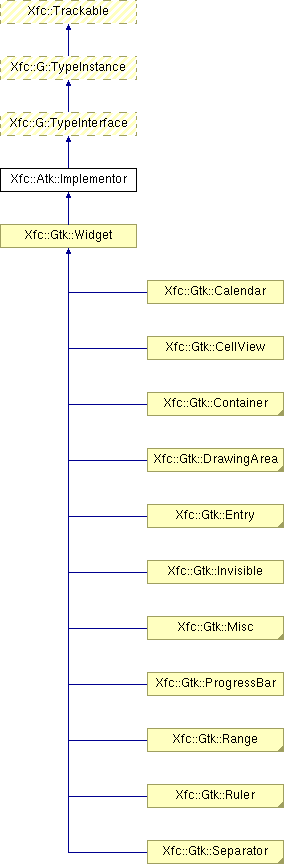 Xfc::Trackable
Xfc::G::TypeInstance
Xfc::G::TypeInterface
Xfc::Atk::Implementor
Xfc::Gtk::Widget
Xfc::Gtk::Calendar
Xfc::Gtk::CellView
Xfc::Gtk::Container
Xfc::Gtk::DrawingArea
Xfc::Gtk::Entry
Xfc::Gtk::Invisible
Xfc::Gtk::Misc
Xfc::Gtk::ProgressBar
Xfc::Gtk::Range
Xfc::Gtk::Ruler
Xfc::Gtk::Separator